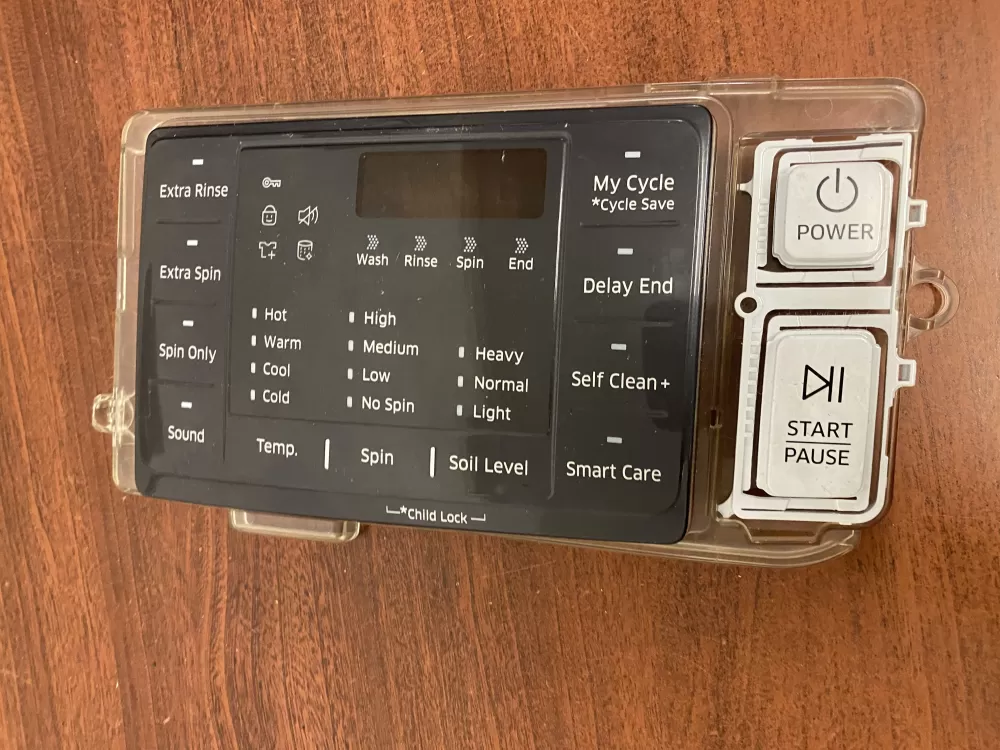 Extra Rinse
Extra Spin
Spin Only
Sound
Wash Rinse Spin End
Hot
Warm
Cool
Cold
High
Medium
Low
No Spin
Heavy
Normal
Light
Temp. Spin Soil Level
*Child Lock
My Cycle
*Cycle Save
Delay End
Self Clean+
Smart Care
POWER
START
PAUSE